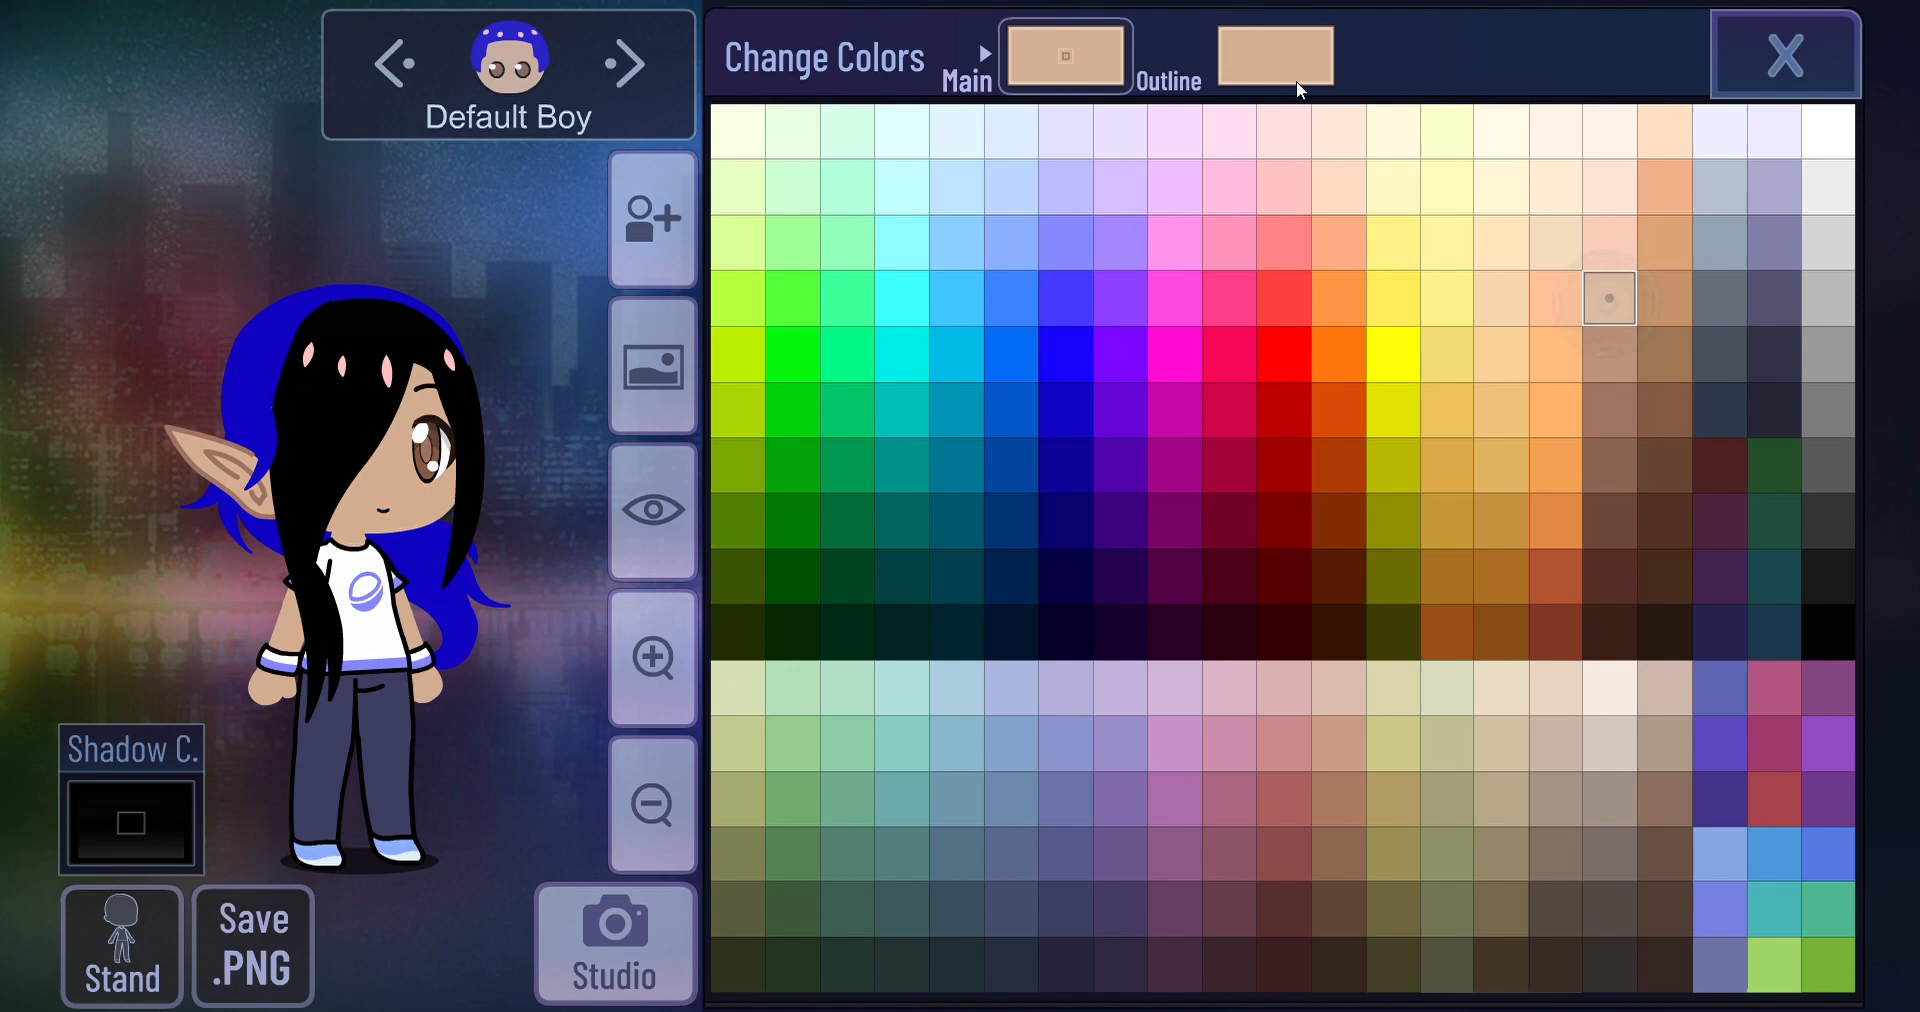 Default Boy
Change Colors
Main
Outline
X
Shadow C.
Stand
Save
.PNG
Studio